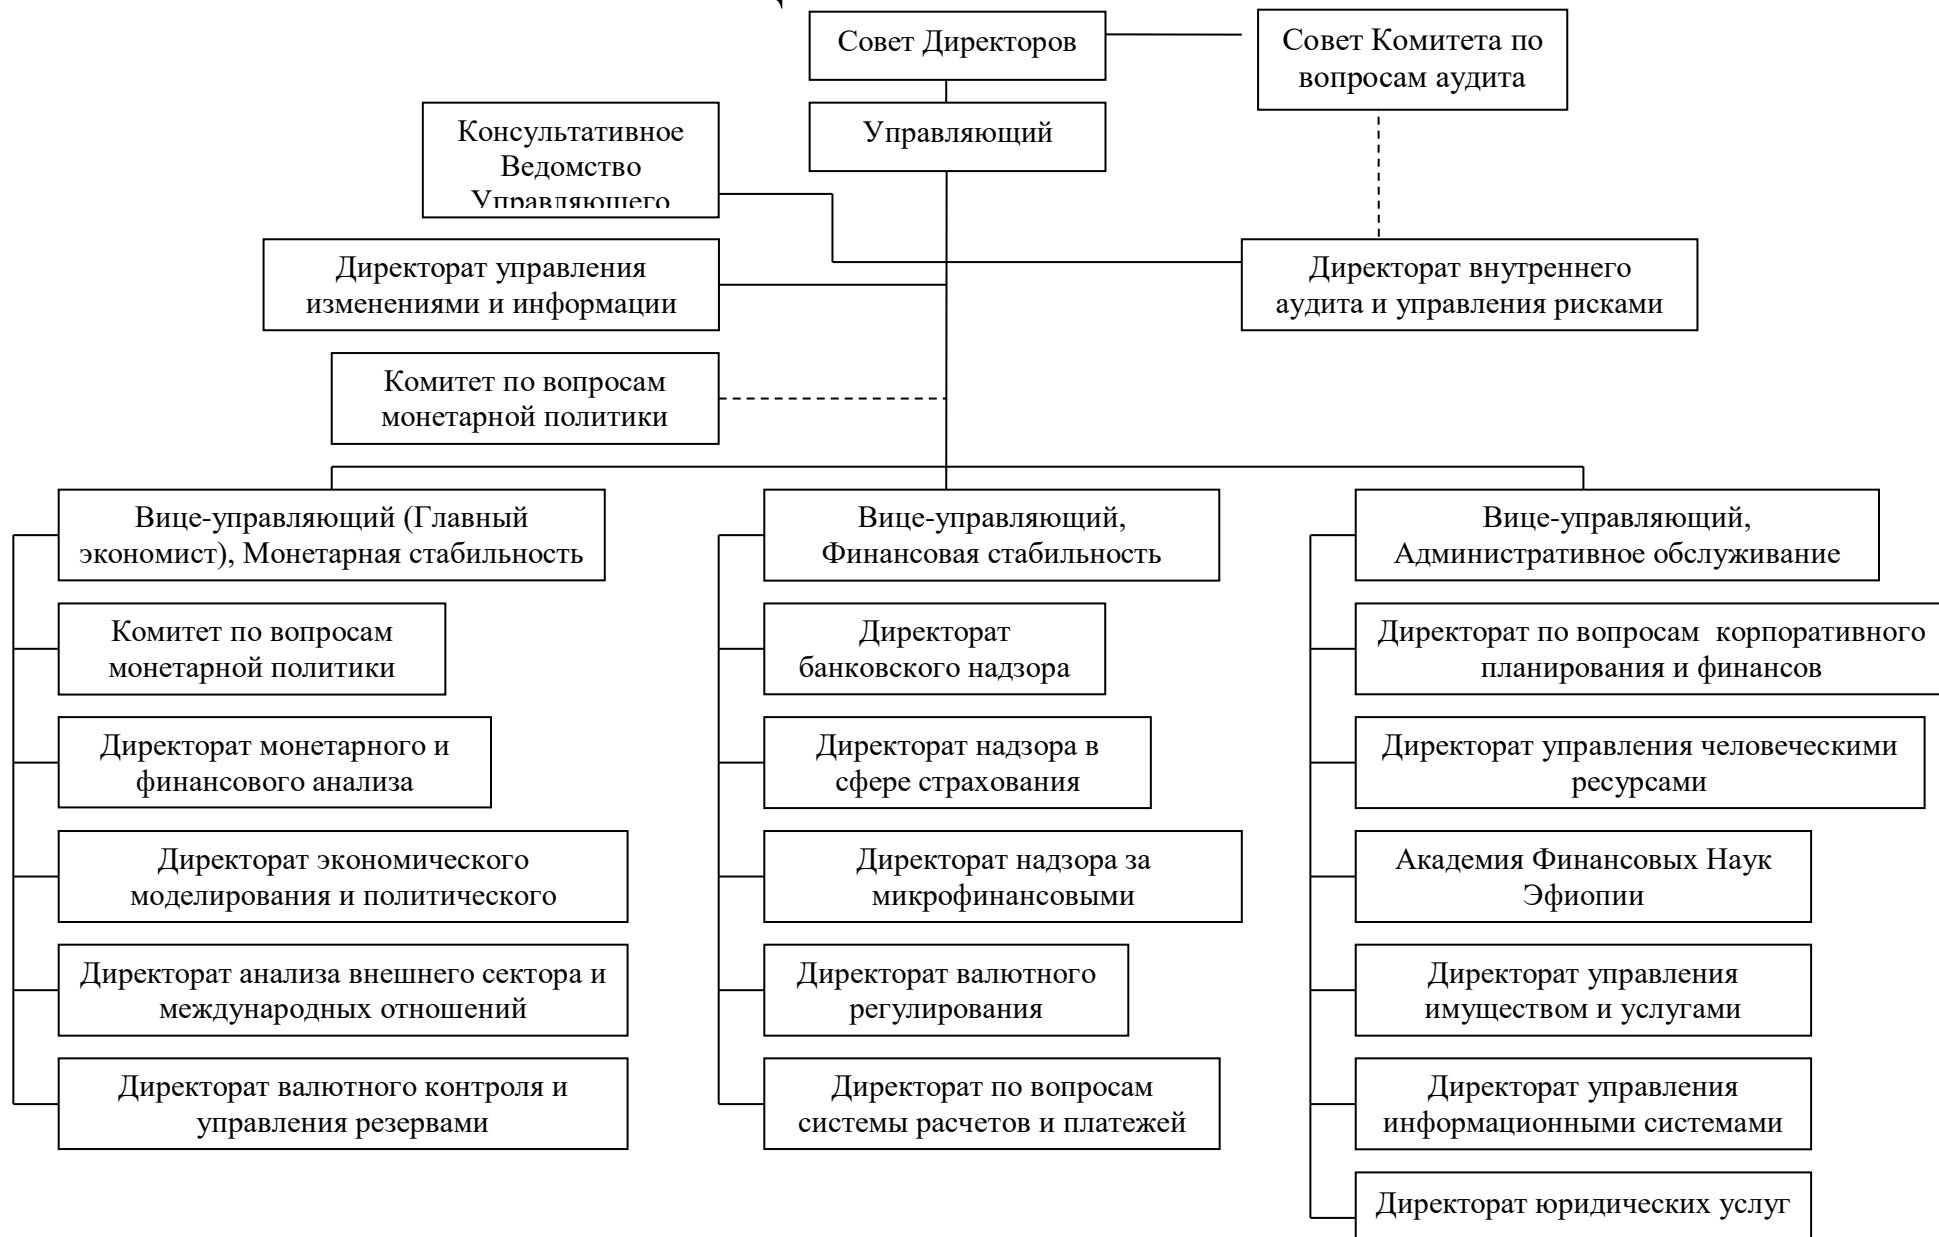 Совет Директоров
Совет Комитета по
вопросам аудита
Управляющий
Консультативное
Ведомство
Управляющего
Директорат управления
изменениями и информации
Директорат внутреннего
аудита и управления рисками
Комитет по вопросам
монетарной политики
Вице-управляющий (Главный
экономист), Монетарная стабильность
Комитет по вопросам
монетарной политики
Директорат монетарного и
финансового анализа
Директорат экономического
моделирования и политического
Директорат анализа внешнего сектора и
международных отношений
Директорат валютного контроля и
управления резервами
Вице-управляющий,
Финансовая стабильность
Директорат
банковского надзора
Директорат надзора в
сфере страхования
Директорат надзора за
микрофинансовыми
Директорат валютного
регулирования
Директорат по вопросам
системы расчетов и платежей
Вице-управляющий,
Административное обслуживание
Директорат по вопросам  корпоративного
планирования и финансов
Директорат управления человеческими
ресурсами
Академия Финансовых Наук
Эфиопии
Директорат управления
имуществом и услугами
Директорат управления
информационными системами
Директорат юридических услуг